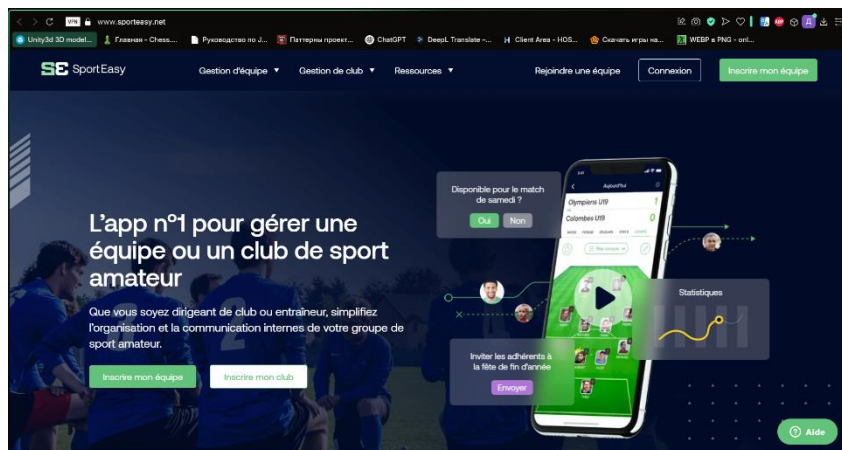 VPN
www.sporteasy.net
Unity3d 3D model...
Главная - Chess....
Руководство по J...
Паттерны проект...
ChatGPT
DeepL Translate –...
Client Area - HOS...
Скачать игры на...
WEBP в PNG - onl...
SE SportEasy
Gestion d'équipe
Gestion de club
Ressources
Rejoindre une équipe
Connexion
Inscrire mon équipe
L'app n°1 pour gérer une
équipe ou un club de sport
amateur
Que vous soyez dirigeant de club ou entraîneur, simplifiez
l'organisation et la communication internes de votre groupe de
sport amateur.
Inscrire mon équipe
Inscrire mon club
Disponible pour le match
de samedi ?
Oui
Non
Aujourd'hui
Olympiens U19 1
Colombes U19 0
Statistiques
Inviter les adhérents à
la fête de fin d'année
Envoyer
Aide